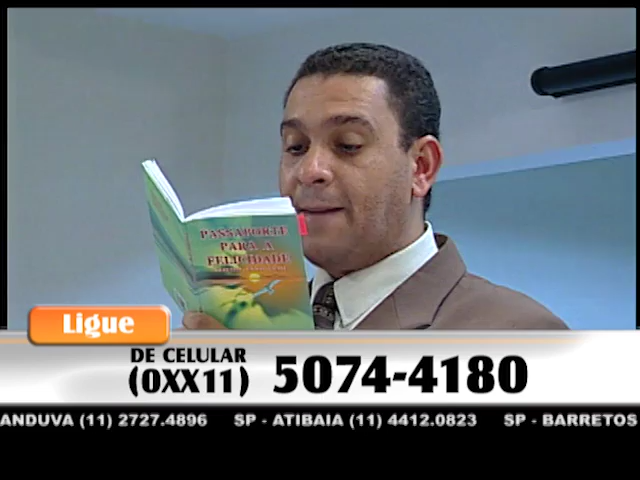 PASSAPORTE
PARA A
FELICIDADE
Ligue
DE CELULAR
(0XX11) 5074-4180
ANDUVA (11) 2727.4896 SP - ATIBAIA (11) 4412.0823 SP - BARRETOS